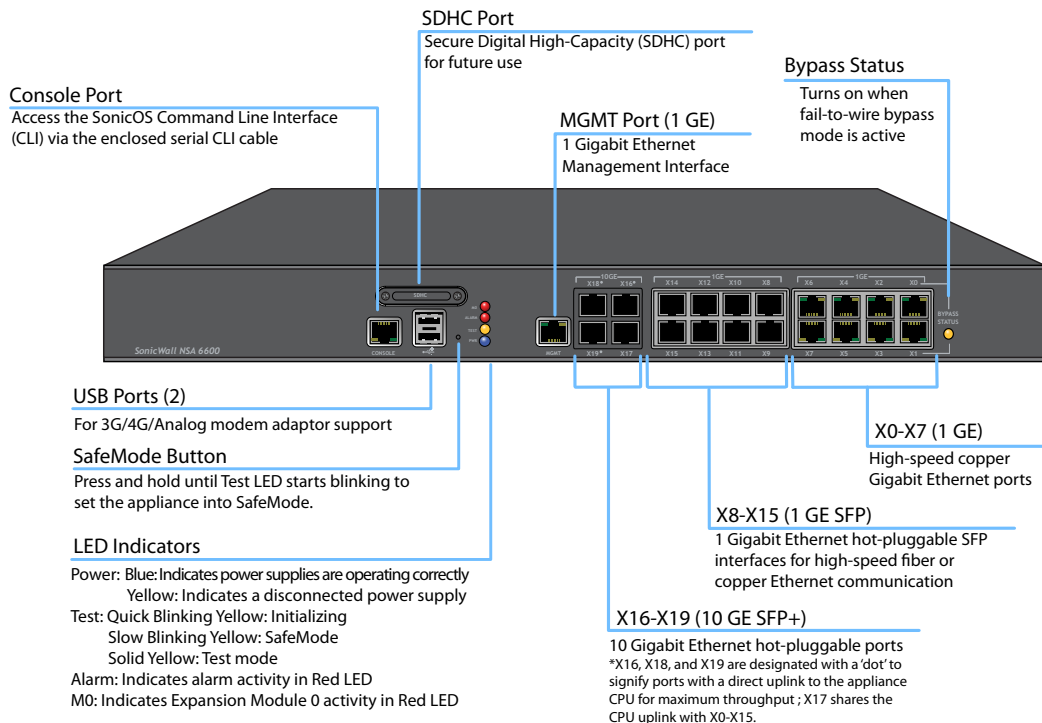 SDHC Port
Secure Digital High-Capacity (SDHC) port
for future use
Bypass Status
Turns on when
fail-to-wire bypass
mode is active
Console Port
Access the SonicOS Command Line Interface
(CLI) via the enclosed serial CLI cable
MGMT Port (1 GE)
1 Gigabit Ethernet
Management Interface
10GE
X18* X16*
1GE
X14 X12 X10 X8
1GE
X6 X4 X2 X0
SDHC
M0
ALARM
TEST
PWR
BYPASS
STATUS
SonicWall NSA 6600
CONSOLE
MGMT
X19* X17
X15 X13 X11 X9
X7 X5 X3 X1
USB Ports (2)
For 3G/4G/Analog modem adaptor support
SafeMode Button
Press and hold until Test LED starts blinking to
set the appliance into SafeMode.
LED Indicators
Power: Blue: Indicates power supplies are operating correctly
Yellow: Indicates a disconnected power supply
Test: Quick Blinking Yellow: Initializing
Slow Blinking Yellow: SafeMode
Solid Yellow: Test mode
Alarm: Indicates alarm activity in Red LED
M0: Indicates Expansion Module 0 activity in Red LED
X0-X7 (1 GE)
High-speed copper
Gigabit Ethernet ports
X8-X15 (1 GE SFP)
1 Gigabit Ethernet hot-pluggable SFP
interfaces for high-speed fiber or
copper Ethernet communication
X16-X19 (10 GE SFP+)
10 Gigabit Ethernet hot-pluggable ports
*X16, X18, and X19 are designated with a ‘dot’ to
signify ports with a direct uplink to the appliance
CPU for maximum throughput ; X17 shares the
CPU uplink with X0-X15.